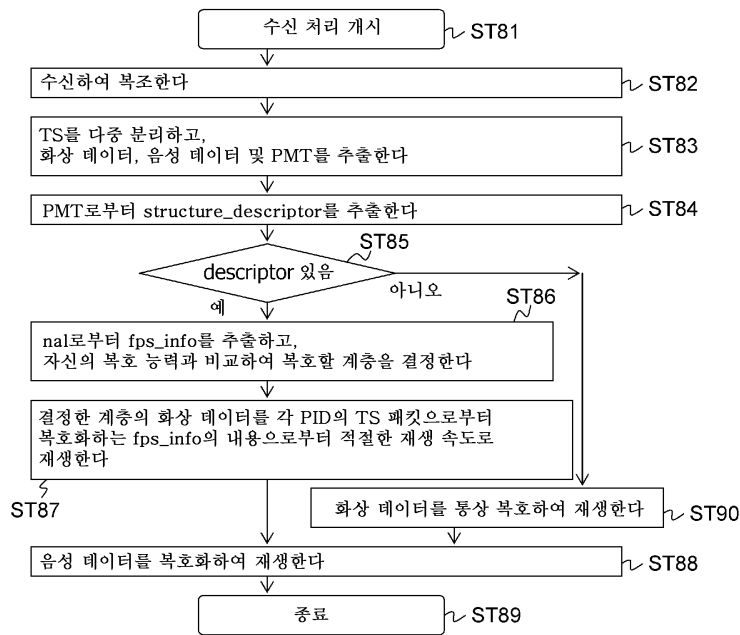 수신 처리 개시
ST81
수신하여 복조한다
ST82
TS를 다중 분리하고,
화상 데이터, 음성 데이터 및 PMT를 추출한다
ST83
PMT로부터 structure_descriptor를 추출한다
ST84
ST85
descriptor 있음
아니오
예
ST86
nal로부터 fps_info를 추출하고,
자신의 복호 능력과 비교하여 복호할 계층을 결정한다
결정한 계층의 화상 데이터를 각 PID의 TS 패킷으로부터
복호화하는 fps_info의 내용으로부터 적절한 재생 속도로
재생한다
ST87
화상 데이터를 통상 복호하여 재생한다
ST90
음성 데이터를 복호화하여 재생한다
ST88
종료
ST89